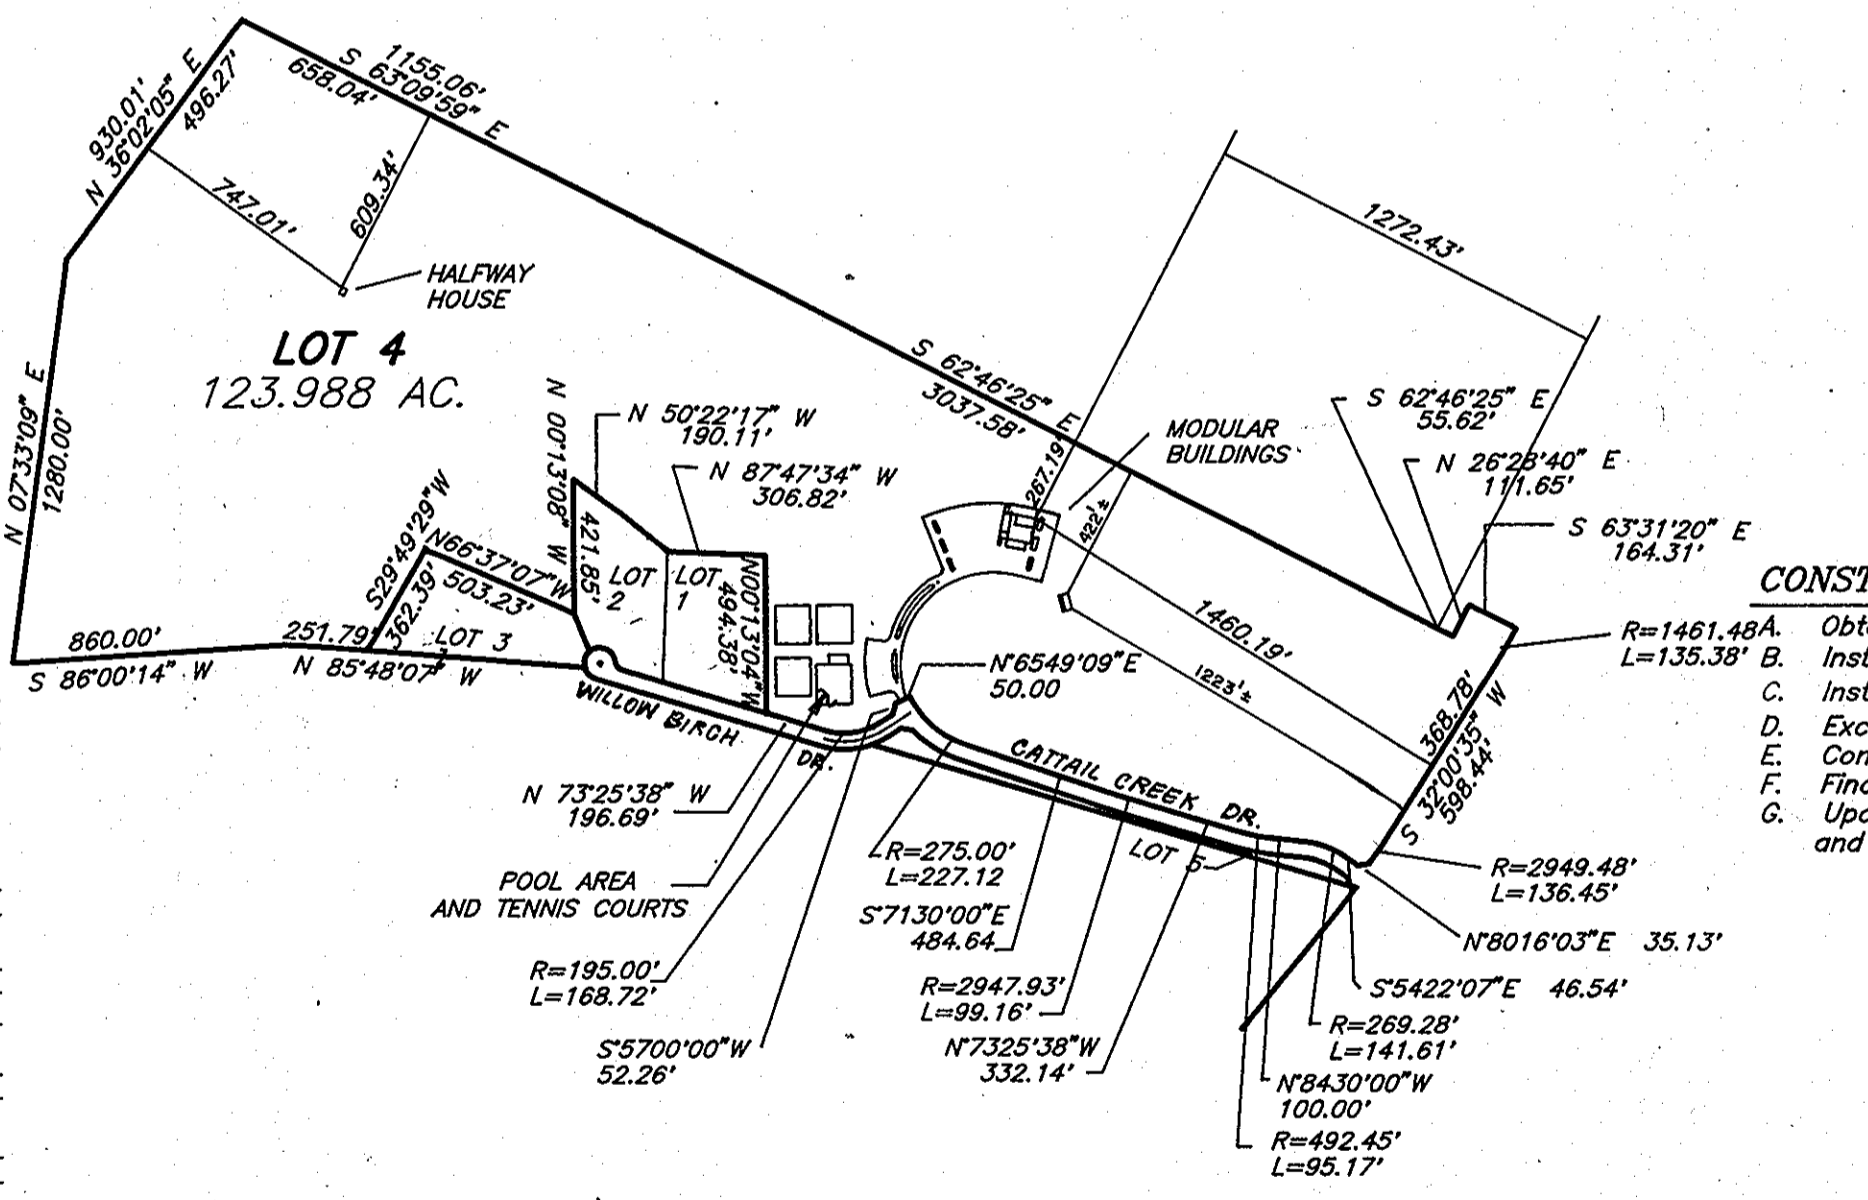 930.01'
N 36°02'05" E
496.27'
1155.06'
S 63°09'59" E
658.04'
747.01'
609.34'
HALFWAY
HOUSE
LOT 4
123.988 AC.
N 07°33'09" E
1280.00'
860.00'
S 86°00'14" W
251.79'
N 85°48'07" W
S29°49'29" W
362.39'
N66°37'07" W
503.23'
LOT 3
N 00°13'08" W
421.85'
LOT
2
LOT
1
N 50°22'17" W
190.11'
N 87°47'34" W
306.82'
N00°13'04" W
494.38'
S 62°46'25" E
3037.58'
1272.43'
267.19'
422'±
MODULAR
BUILDINGS
S 62°46'25" E
55.62'
N 26°28'40" E
111.65'
S 63°31'20" E
164.31'
R=1461.48
L=135.38'
1460.19'
1223'±
368.78'
S 32°00'35" W
598.44'
N°6549'09"E
50.00
WILLOW BIRCH
DR.
CATTAIL CREEK DR.
LOT 5
N 73°25'38" W
196.69'
POOL AREA
AND TENNIS COURTS
R=195.00'
L=168.72'
S°5700'00"W
52.26'
R=275.00'
L=227.12
S°7130'00"E
484.64
R=2947.93'
L=99.16'
N°7325'38"W
332.14'
R=2949.48'
L=136.45'
N°8016'03"E 35.13'
S°5422'07"E 46.54'
R=269.28'
L=141.61'
N°8430'00"W
100.00'
R=492.45'
L=95.17'
CONST
A. Obt
B. Inst
C. Inst
D. Exc
E. Con
F. Fin
G. Upo
and